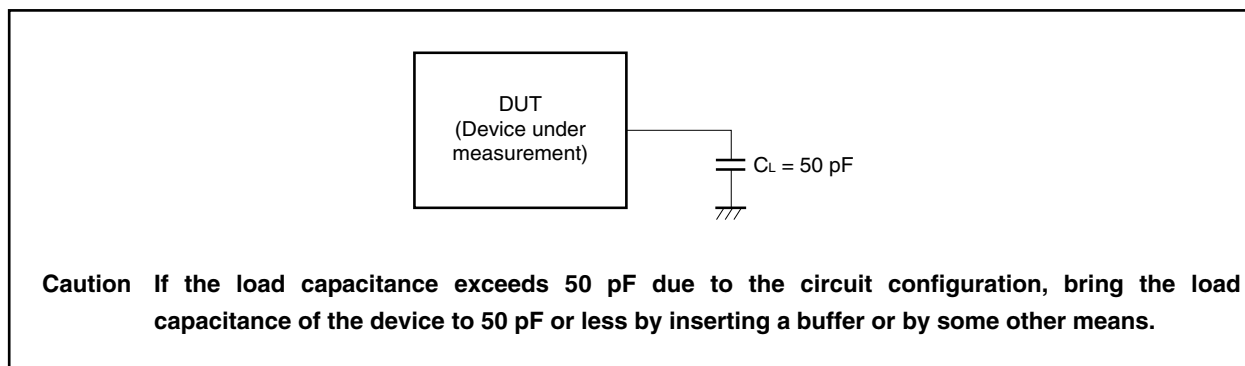 DUT
(Device under
measurement)
CL = 50 pF
Caution If the load capacitance exceeds 50 pF due to the circuit configuration, bring the load
capacitance of the device to 50 pF or less by inserting a buffer or by some other means.